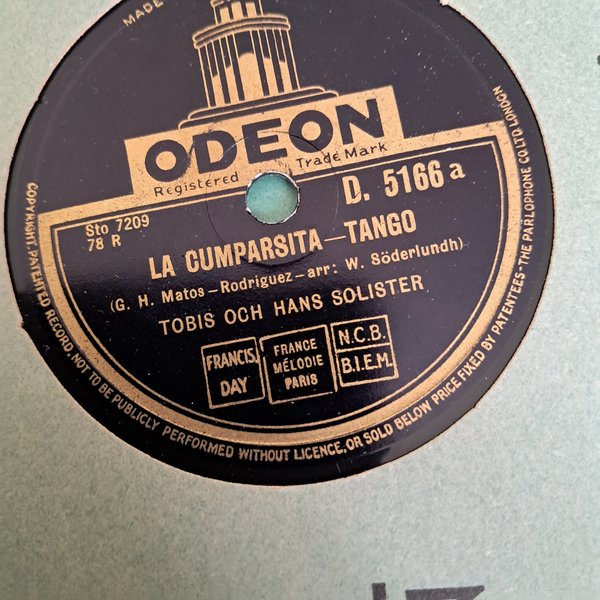 MADE
ODEON
Registered Trade Mark
Sto 7209
78 R
D. 5166 a
LA CUMPARSITA—TANGO
(G. H. Matos – Rodriguez – arr: W. Söderlundh)
TOBIS OCH HANS SOLISTER
FRANCIS, DAY
FRANCE MÉLODIE PARIS
N.C.B.
B.I.E.M.
COPYRIGHT. PATENTED RECORD. NOT TO BE PUBLICLY PERFORMED WITHOUT LICENCE, OR SOLD BELOW PRICE FIXED BY PATENTEES-THE PARLOPHONE CO LTD. LONDON